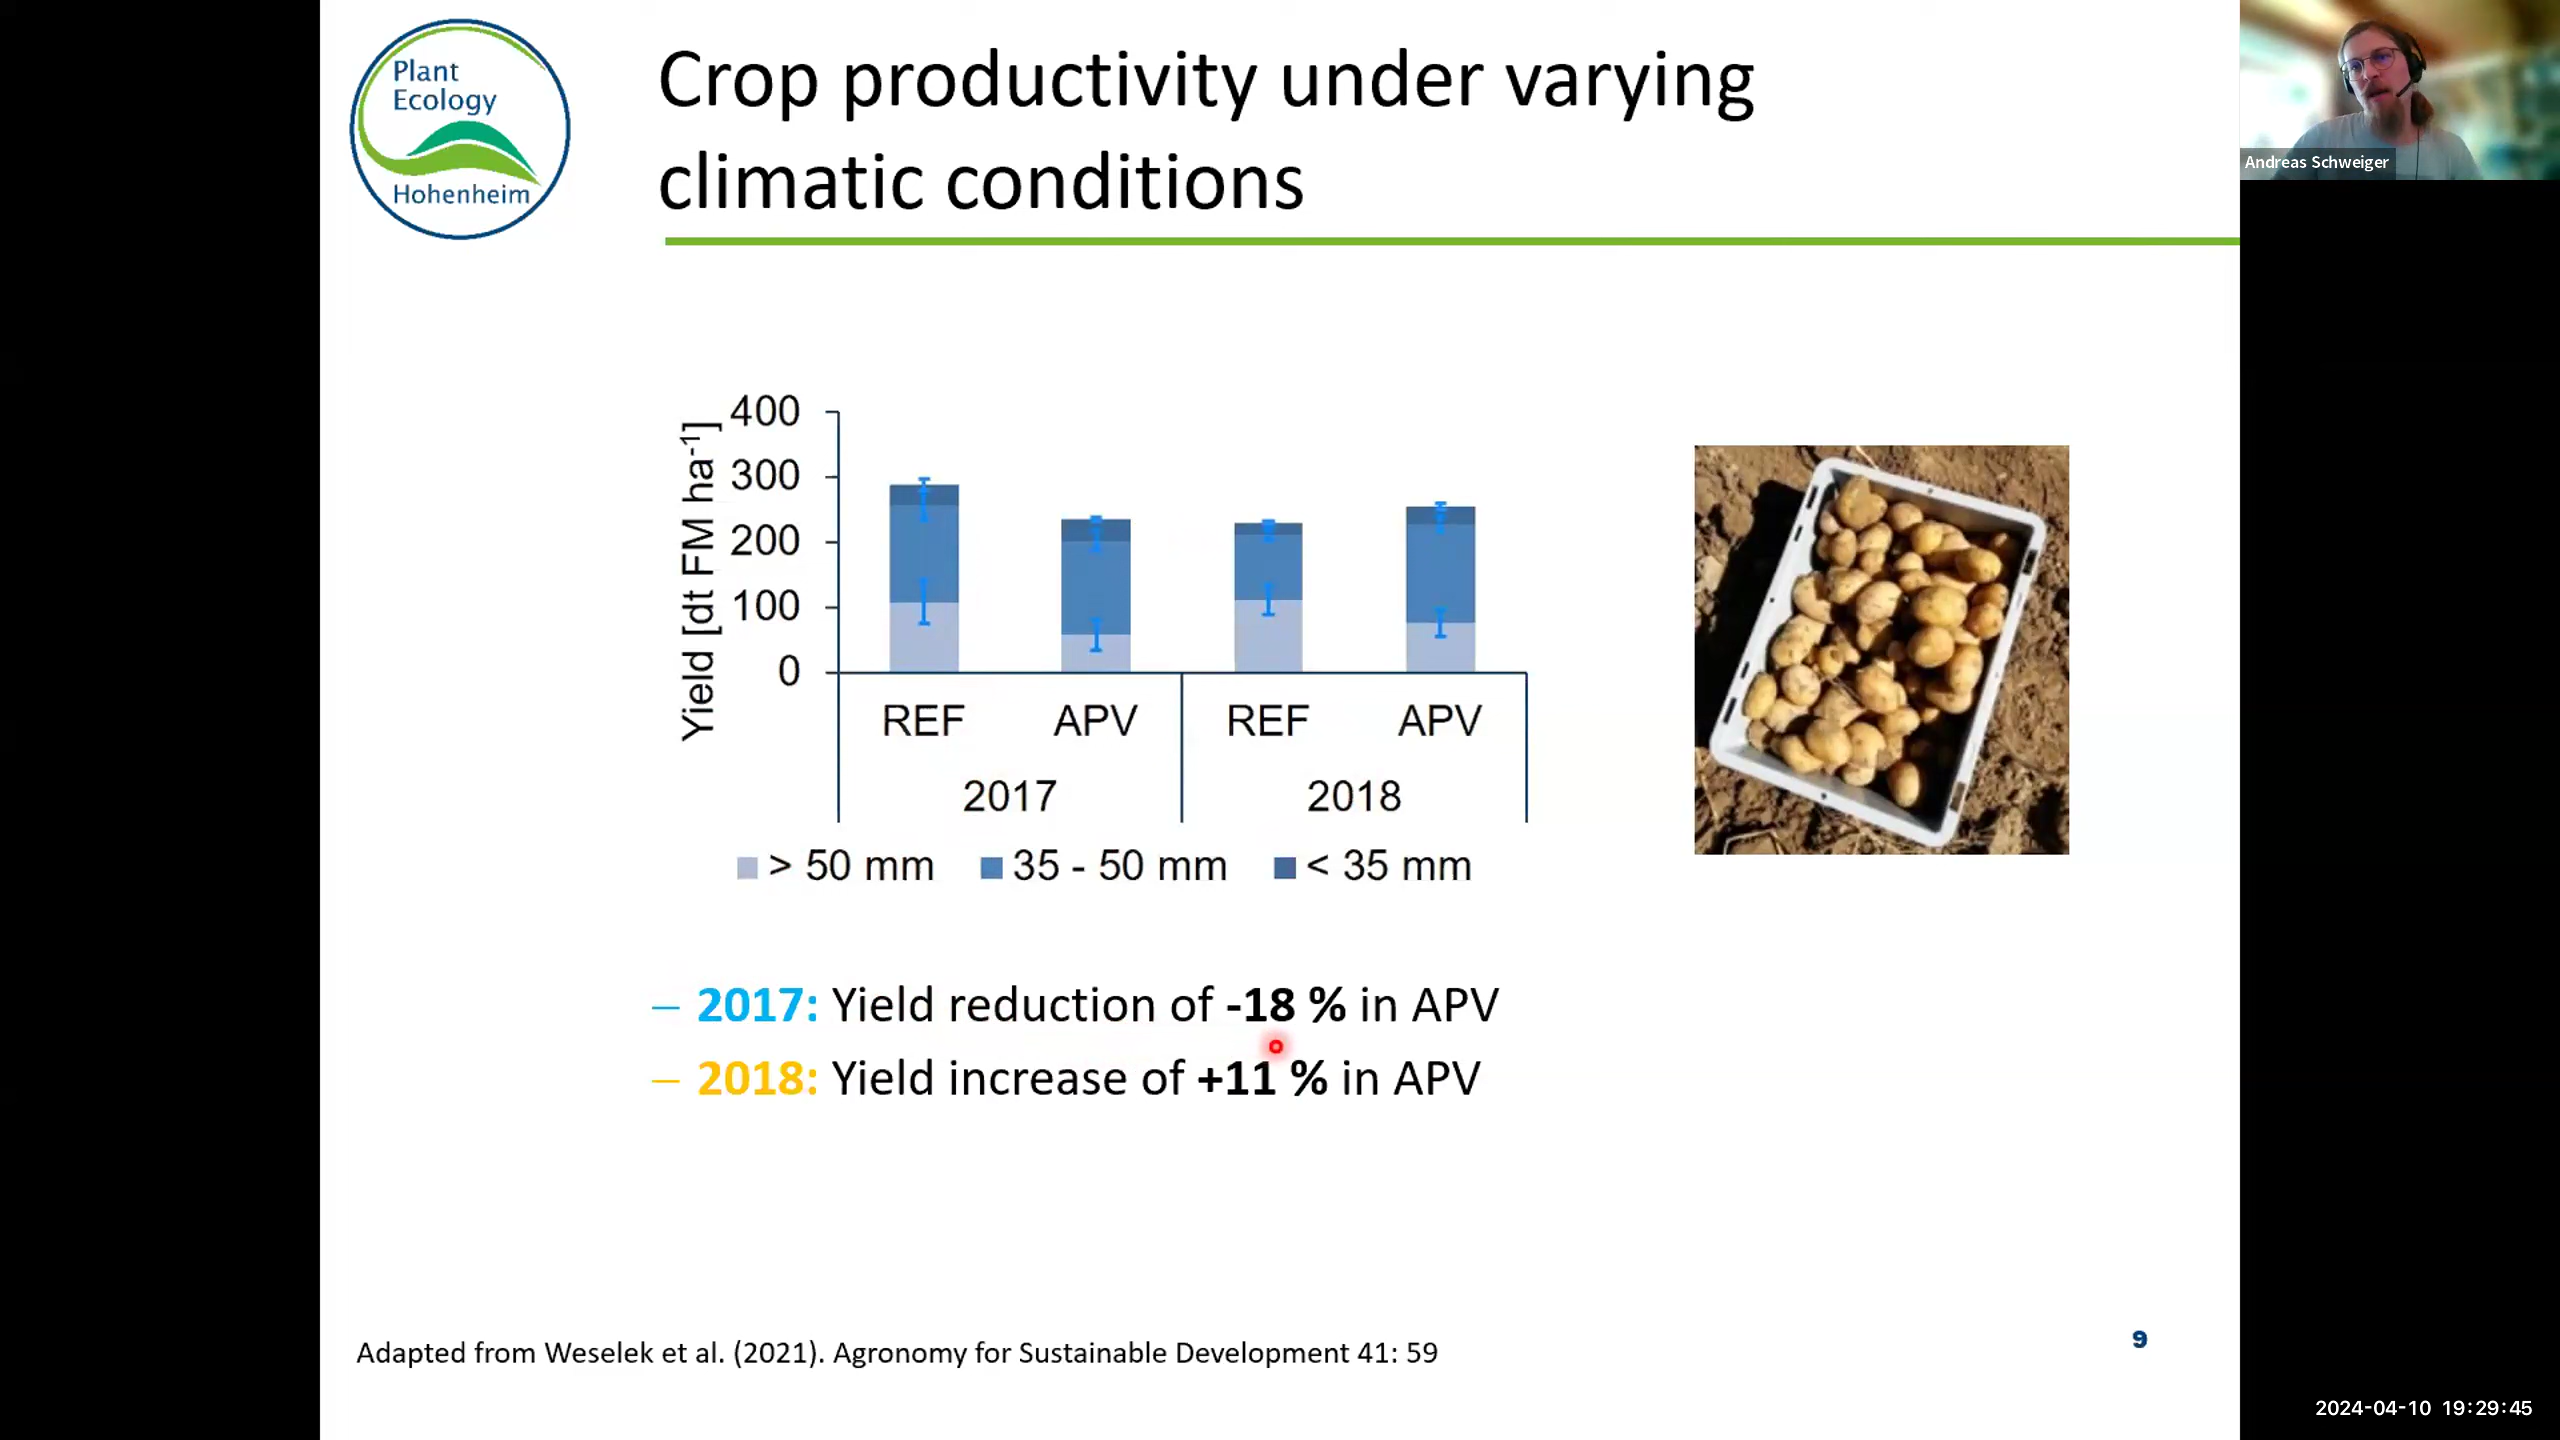 Plant
Ecology
Hohenheim
Crop productivity under varying
climatic conditions
Andreas Schweiger
Yield [dt FM ha-1]
400
300
200
100
0
REF APV REF APV
2017 2018
> 50 mm 35 - 50 mm < 35 mm
– 2017: Yield reduction of -18 % in APV
– 2018: Yield increase of +11 % in APV
Adapted from Weselek et al. (2021). Agronomy for Sustainable Development 41: 59
9
2024-04-10 19:29:45